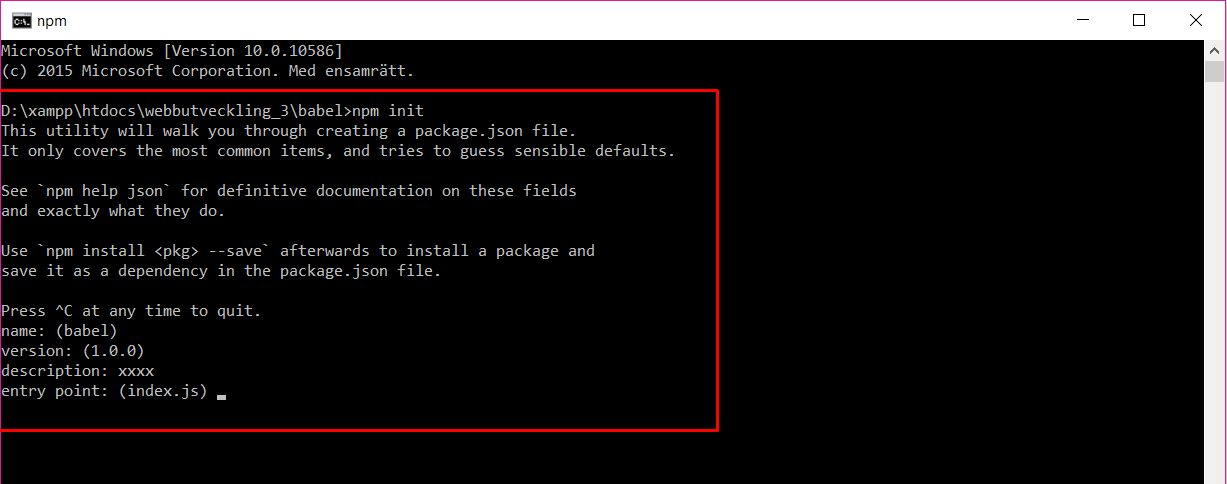 npm
Microsoft Windows [Version 10.0.10586]
(c) 2015 Microsoft Corporation. Med ensamrätt.
D:\xampp\htdocs\webbutveckling_3\babel>npm init
This utility will walk you through creating a package.json file.
It only covers the most common items, and tries to guess sensible defaults.
See `npm help json` for definitive documentation on these fields
and exactly what they do.
Use `npm install <pkg> --save` afterwards to install a package and
save it as a dependency in the package.json file.
Press ^C at any time to quit.
name: (babel)
version: (1.0.0)
description: xxxx
entry point: (index.js)